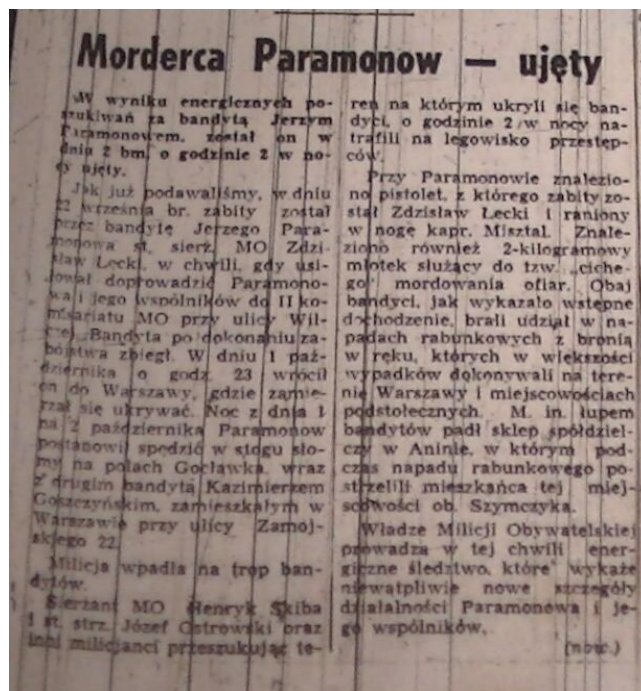 Morderca Paramonow — ujęty
W wyniku energicznych po-
szukiwań za bandytą Jerzym
Paramonowem, został on w
dniu 2 bm, o godzinie 2 w no-
cy ujęty.
Jak już podawaliśmy, w dniu
22 września br. zabity został
przez bandytę Jerzego Para-
monowa st. sierż. MO Zdzi-
sław Łęcki, w chwili, gdy usi-
łował doprowadzić Paramono-
wa i jego wspólników do II ko-
misariatu MO przy ulicy Wil-
czej. Bandyta po dokonaniu za-
bójstwa zbiegł. W dniu 1 paź-
dziernika o godz. 23 wrócił
on do Warszawy, gdzie zamie-
rzał się ukrywać. Noc z dnia 1
na 2 października Paramonow
postanowił spędzić w stogu sło-
my na polach Gocławka, wraz
z drugim bandytą Kazimierzem
Goszczyńskim, zamieszkałym w
Warszawie przy ulicy Zamoj-
skiego 22.
Milicja wpadła na trop ban-
dytów.
Sierżant MO Henryk Skiba
i st. strz. Józef Ostrowski oraz
inni milicjanci przeszukując te-
ren na którym ukryli się ban-
dyci, o godzinie 2 w nocy na-
trafili na legowisko przestęp-
ców.
Przy Paramonowie znalezio-
no pistolet, z którego zabity zo-
stał Zdzisław Łecki i raniony
w nogę kapr. Misztal. Znale-
ziono również 2-kilogramowy
młotek służący do tzw. „ciche-
go" mordowania ofiar. Obaj
bandyci, jak wykazało wstępne
dochodzenie, brali udział w na-
padach rabunkowych z bronią
w ręku, których w większości
wypadków dokonywali na tere-
nie Warszawy i miejscowościach
podstołecznych. M. in. łupem
bandytów padł sklep spółdziel-
czy w Aninie, w którym pod-
czas napadu rabunkowego po-
strzelili mieszkańca tej miej-
scowości ob. Szymczyka.
Władze Milicji Obywatelskiej
prowadzą w tej chwili ener-
giczne śledztwo, które wykaże
niewątpliwie nowe szczegóły
działalności Paramonowa i je-
go wspólników.
(now.)